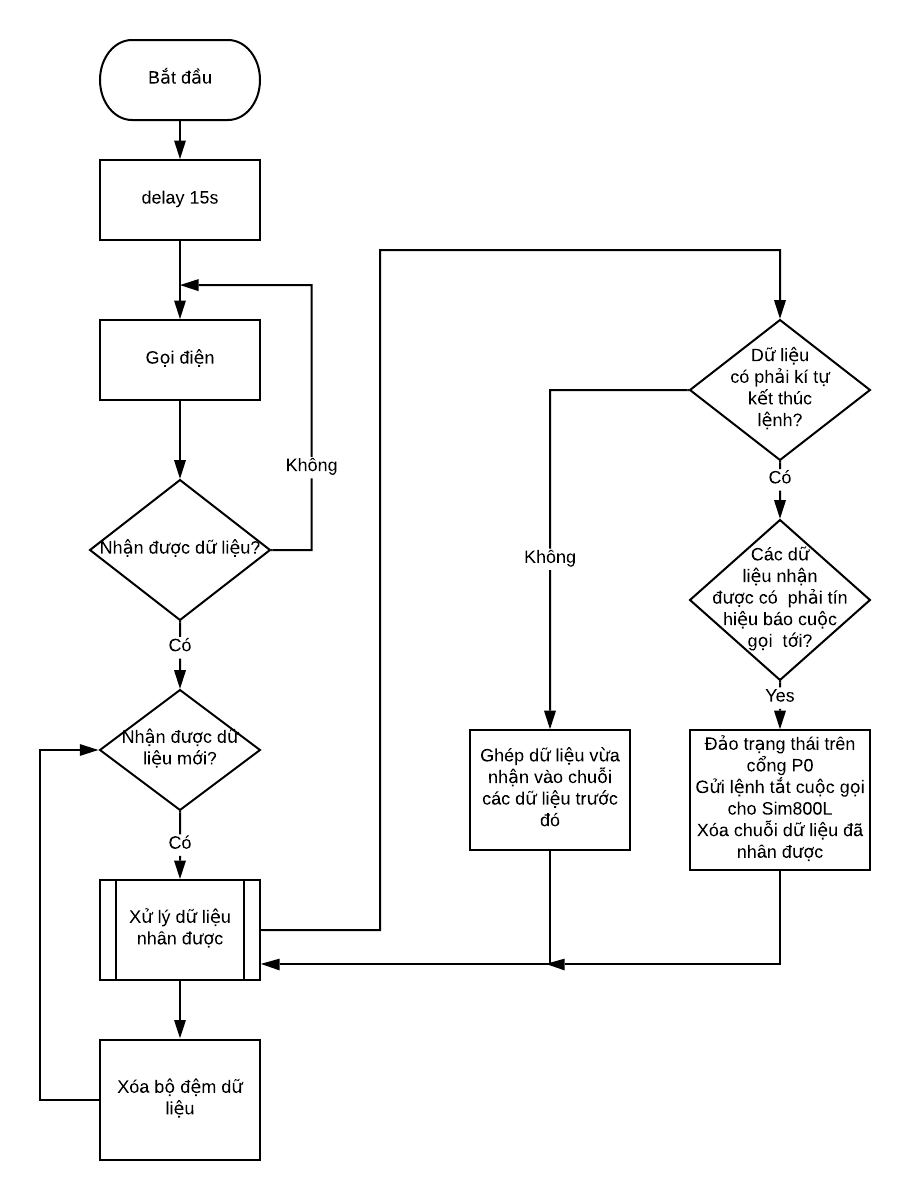 Bắt đầu
delay 15s
Gọi điện
Không
Nhận được dữ liệu?
Có
Nhận được dữ
liệu mới?
Có
Xử lý dữ liệu
nhân được
Xóa bộ đệm dữ
liệu
Dữ liệu
có phải kí tự
kết thúc
lệnh?
Có
Không
Các dữ
liệu nhận
được có  phải tín
hiệu báo cuộc
gọi  tới?
Yes
Ghép dữ liệu vừa
nhận vào chuỗi
các dữ liệu trước
đó
Đảo trạng thái trên
cổng P0
Gửi lệnh tắt cuộc gọi
cho Sim800L
Xóa chuỗi dữ liệu đã
nhân được